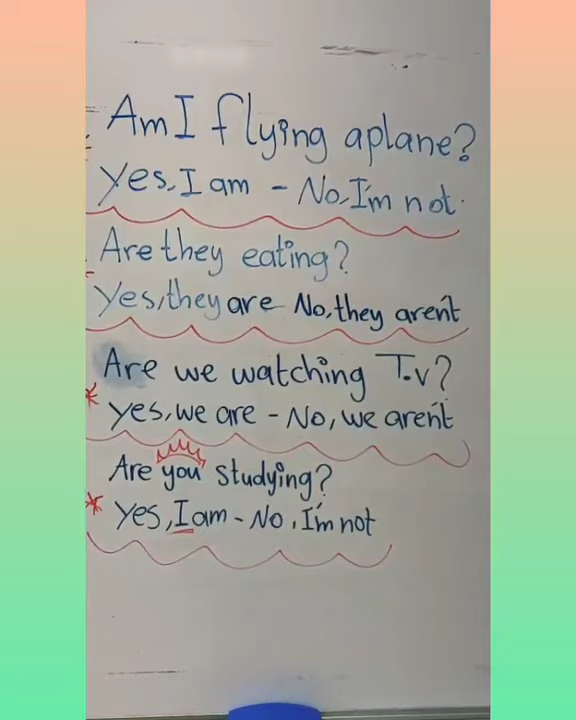 Am I flying aplane?
Yes, I am - No, I'm not.
Are they eating?
Yes, they are No, they aren't
Are we watching T.v?
yes, we are - No, we aren't
Are you studying?
Yes, I am - No, I'm not